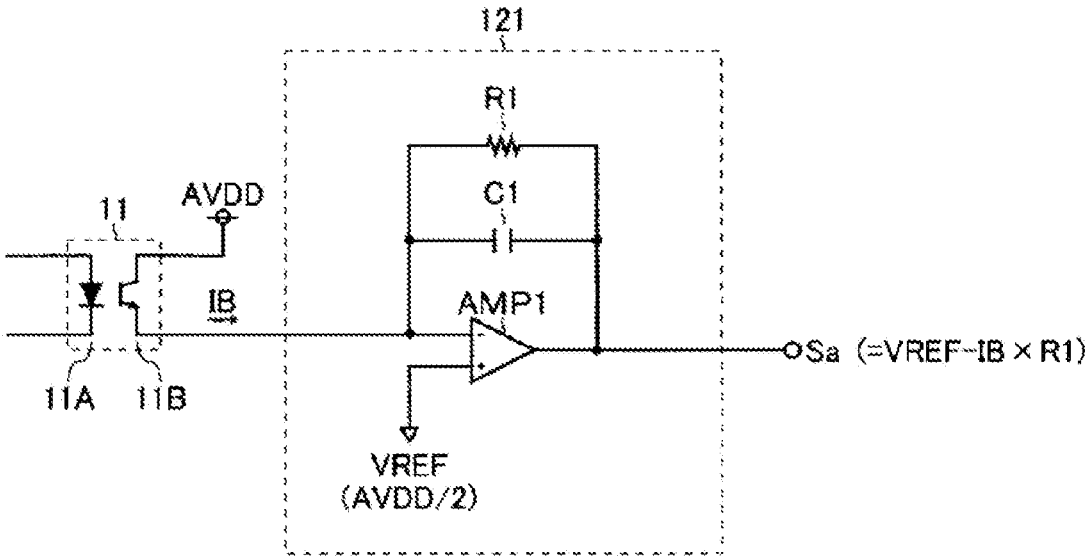 121
R1
C1
AVDD
11
IB
AMP1
-
+
Sa (=VREF-IB × R1)
11A
11B
VREF
(AVDD/2)